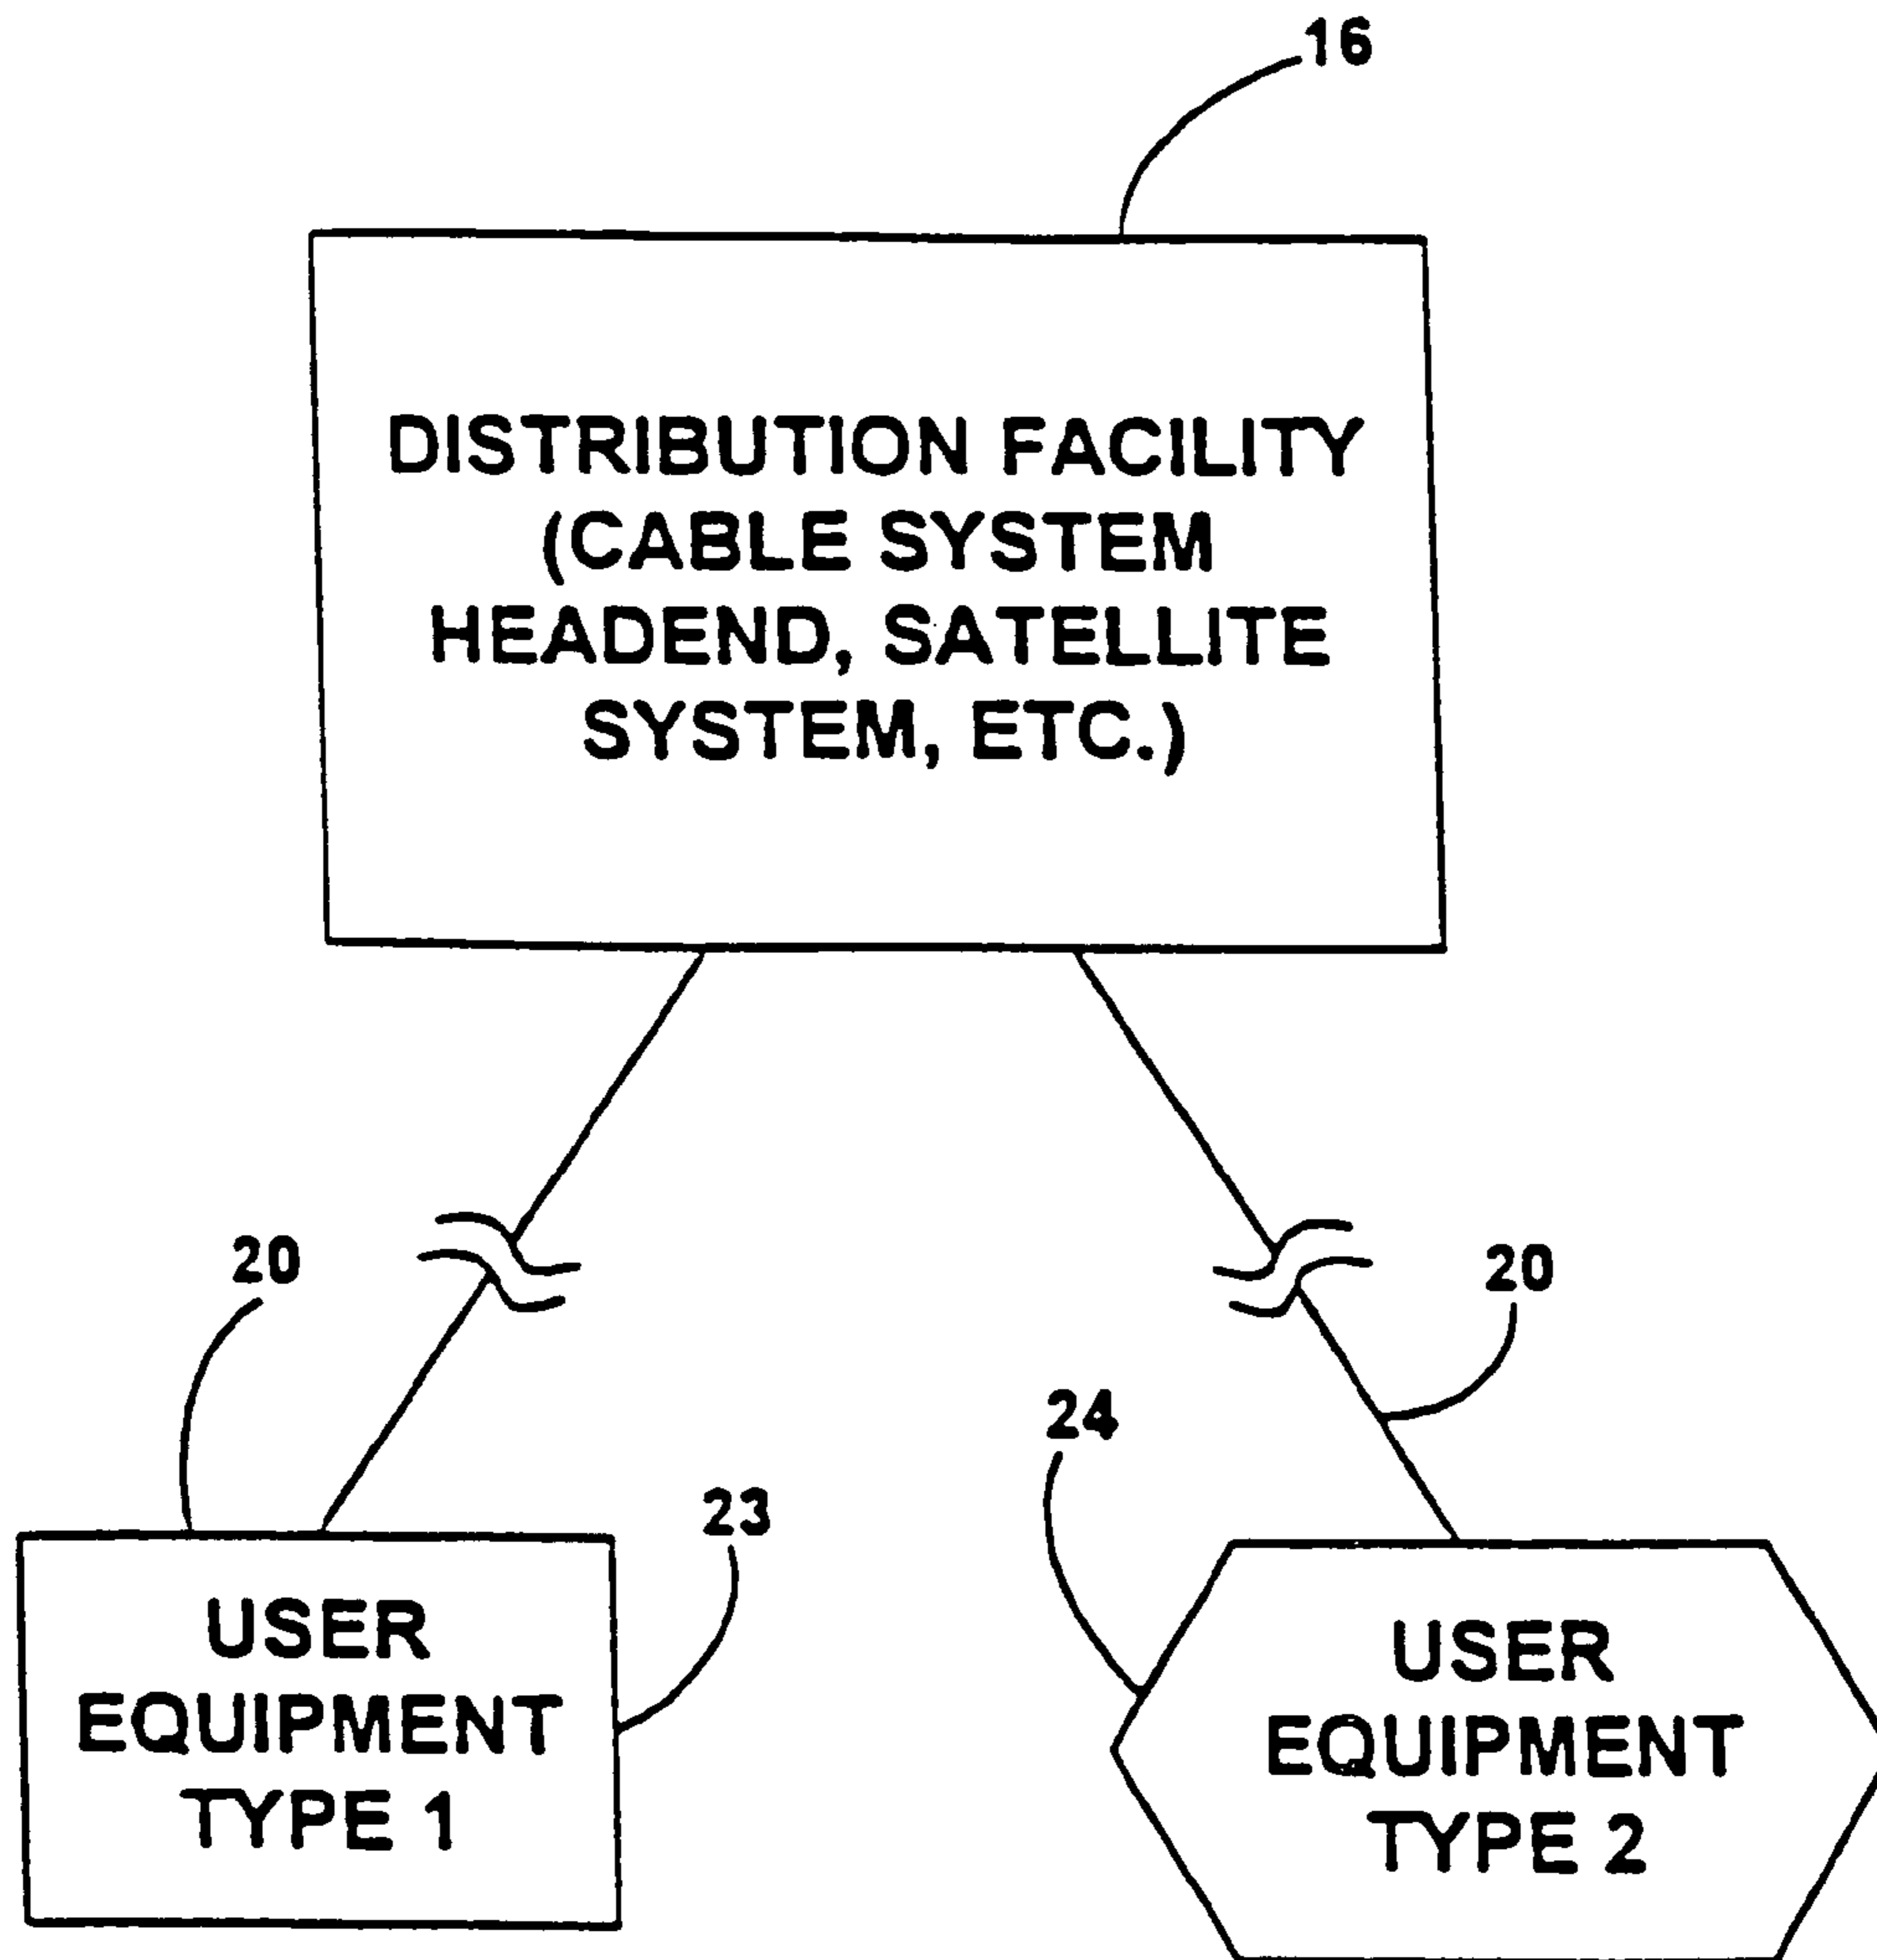 16
DISTRIBUTION FACILITY
(CABLE SYSTEM
HEADEND, SATELLITE
SYSTEM, ETC.)
20
20
24
23
USER
EQUIPMENT
TYPE 1
USER
EQUIPMENT
TYPE 2